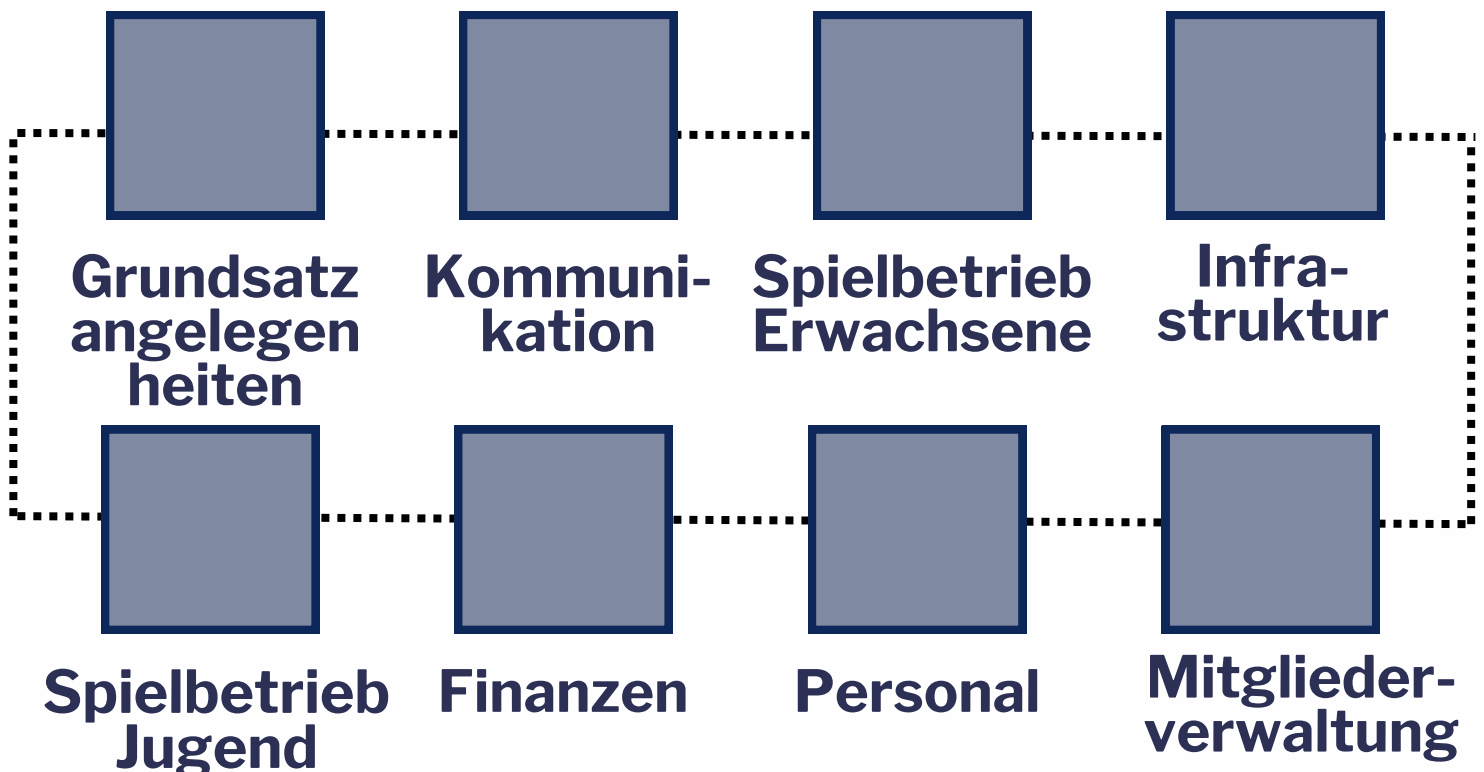 Grundsatz
angelegen
heiten
Kommuni-
kation
Spielbetrieb
Erwachsene
Infra-
struktur
Spielbetrieb
Jugend
Finanzen
Personal
Mitglieder-
verwaltung